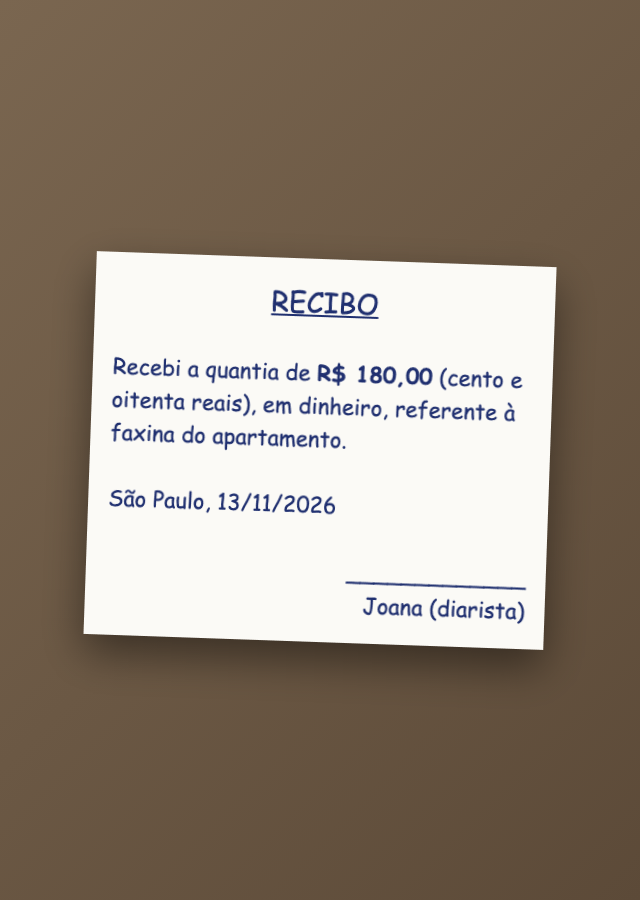 RECIBO
Recebi a quantia de R$ 180,00 (cento e
oitenta reais), em dinheiro, referente à
faxina do apartamento.
São Paulo, 13/11/2026
Joana (diarista)